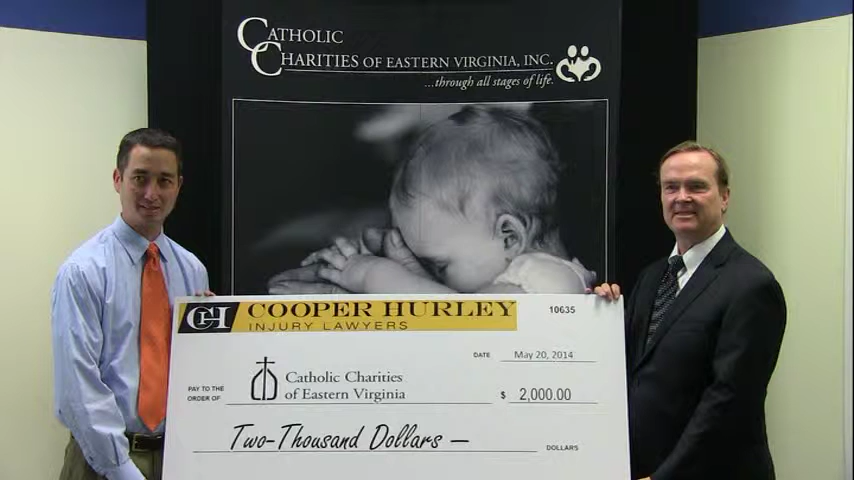 CATHOLIC
CHARITIES OF EASTERN VIRGINIA, INC.
...through all stages of life.
CHI COOPER HURLEY
INJURY LAWYERS
10635
DATE May 20, 2014
PAY TO THE
ORDER OF
Catholic Charities
of Eastern Virginia
$ 2,000.00
Two-Thousand Dollars —
DOLLARS